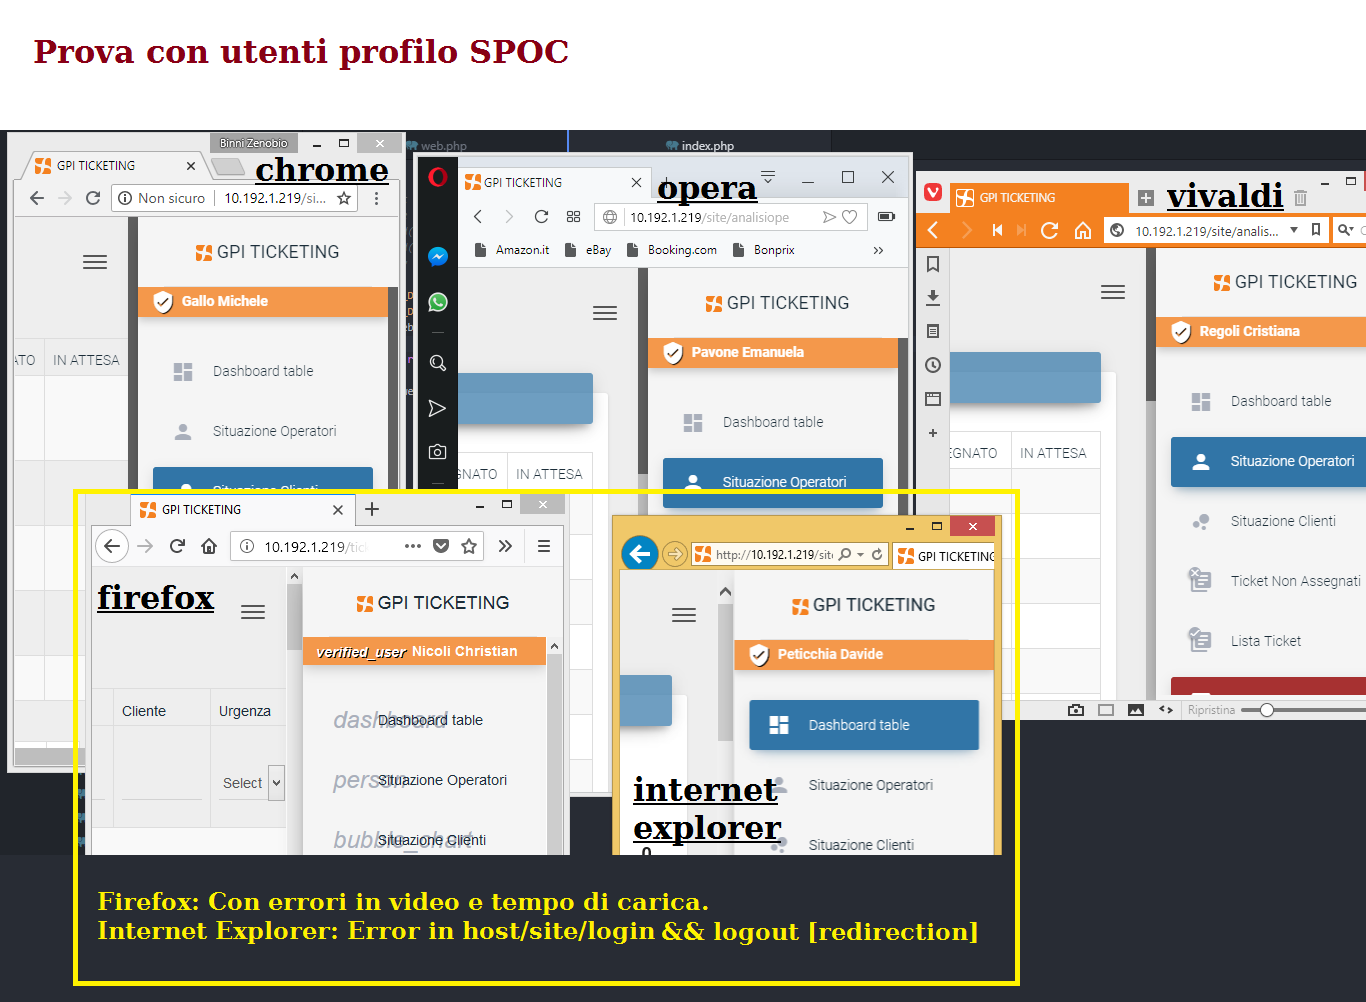 Prova con utenti profilo SPOC
web.php
index.php
Binni Zenobio
GPI TICKETING
chrome
Non sicuro
10.192.1.219/si...
GPI TICKETING
Gallo Michele
IN ATTESA
Dashboard table
Situazione Operatori
Situazione Clienti
GPI TICKETING
opera
10.192.1.219/site/analisiope
Amazon.it
eBay
Booking.com
Bonprix
GPI TICKETING
Pavone Emanuela
Dashboard table
IN ATTESA
Situazione Operatori
GPI TICKETING
vivaldi
10.192.1.219/site/analis...
GPI TICKETING
Regoli Cristiana
Dashboard table
IN ATTESA
Situazione Operatori
Situazione Clienti
Ticket Non Assegnati
Lista Ticket
Ripristina
GPI TICKETING
10.192.1.219/tic
firefox
GPI TICKETING
verified_user Nicoli Christian
Cliente
Urgenza
dashboard
Dashboard table
Select
person
Situazione Operatori
bubble_chart
Situazione Clienti
http://10.192.1.219/site
GPI TICKETING
GPI TICKETING
Peticchia Davide
Dashboard table
internet
explorer
Situazione Operatori
Situazione Clienti
Firefox: Con errori in video e tempo di carica.
Internet Explorer: Error in host/site/login && logout [redirection]